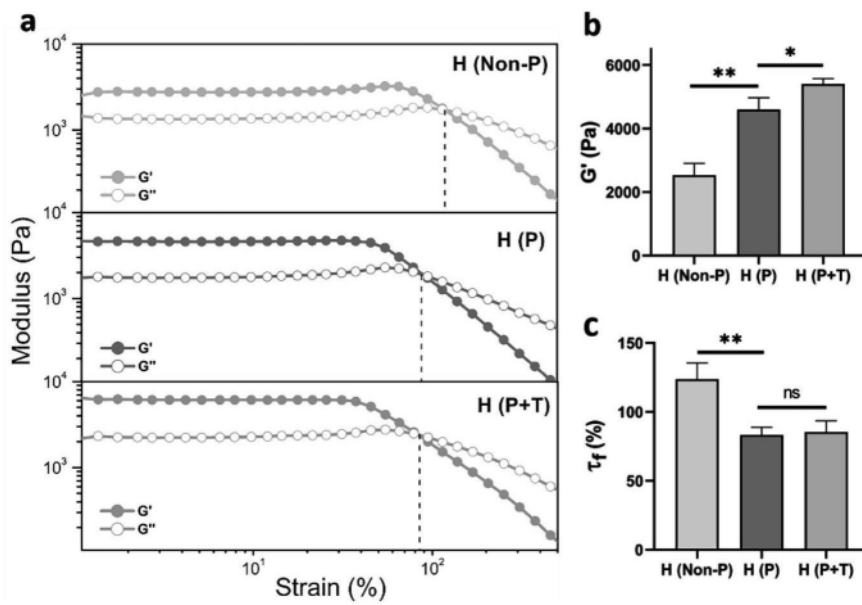 a
Modulus (Pa)
10⁴
10³
H (Non-P)
G'
G''
10⁴
10³
H (P)
G'
G''
10⁴
10³
H (P+T)
G'
G''
10¹
10²
Strain (%)
b
G' (Pa)
6000
4000
2000
0
**
*
H (Non-P) H (P) H (P+T)
c
τf (%)
150
100
50
0
**
ns
H (Non-P) H (P) H (P+T)